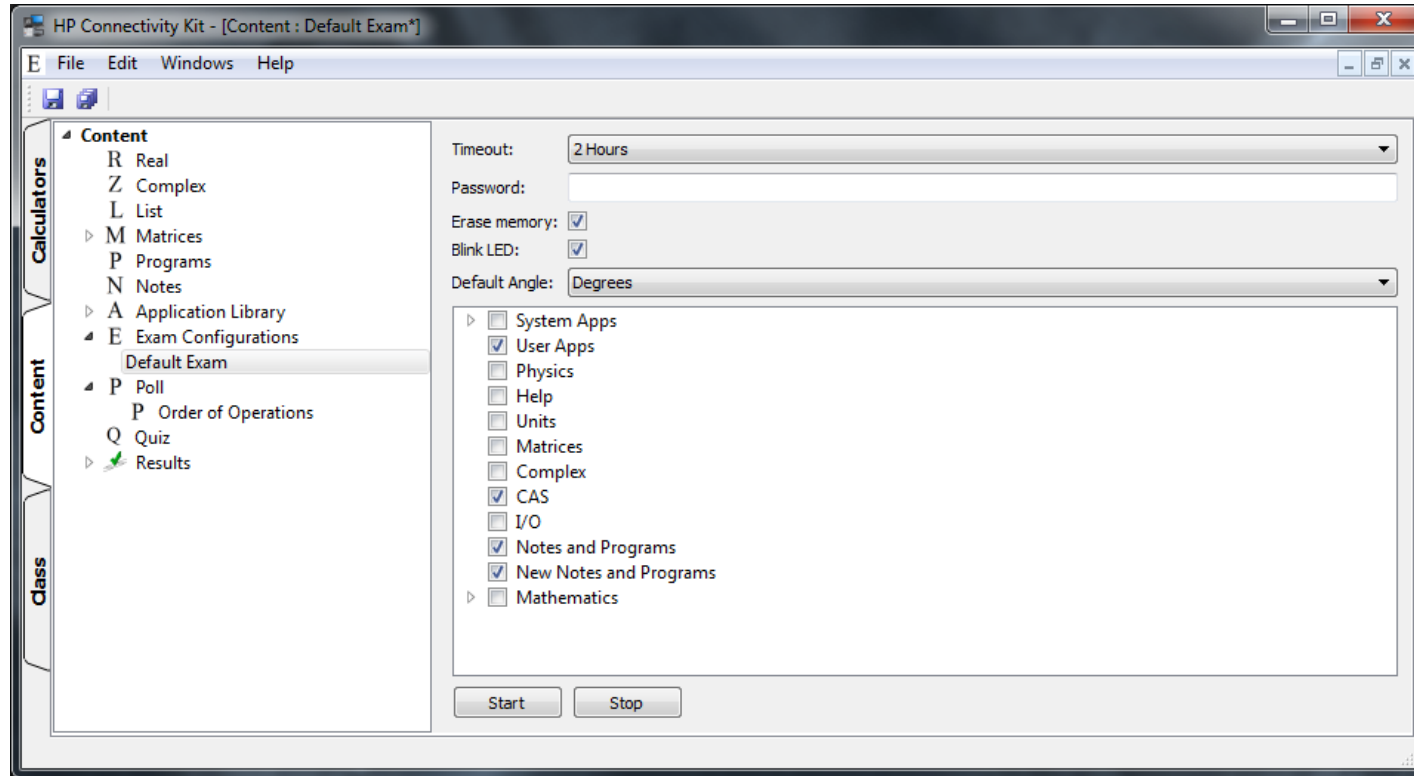 HP Connectivity Kit - [Content : Default Exam*]
E File Edit Windows Help
Calculators
Content
Class
Content
R Real
Z Complex
L List
M Matrices
P Programs
N Notes
A Application Library
E Exam Configurations
Default Exam
P Poll
P Order of Operations
Q Quiz
Results
Timeout: 2 Hours
Password:
Erase memory:
Blink LED:
Default Angle: Degrees
System Apps
User Apps
Physics
Help
Units
Matrices
Complex
CAS
I/O
Notes and Programs
New Notes and Programs
Mathematics
Start Stop